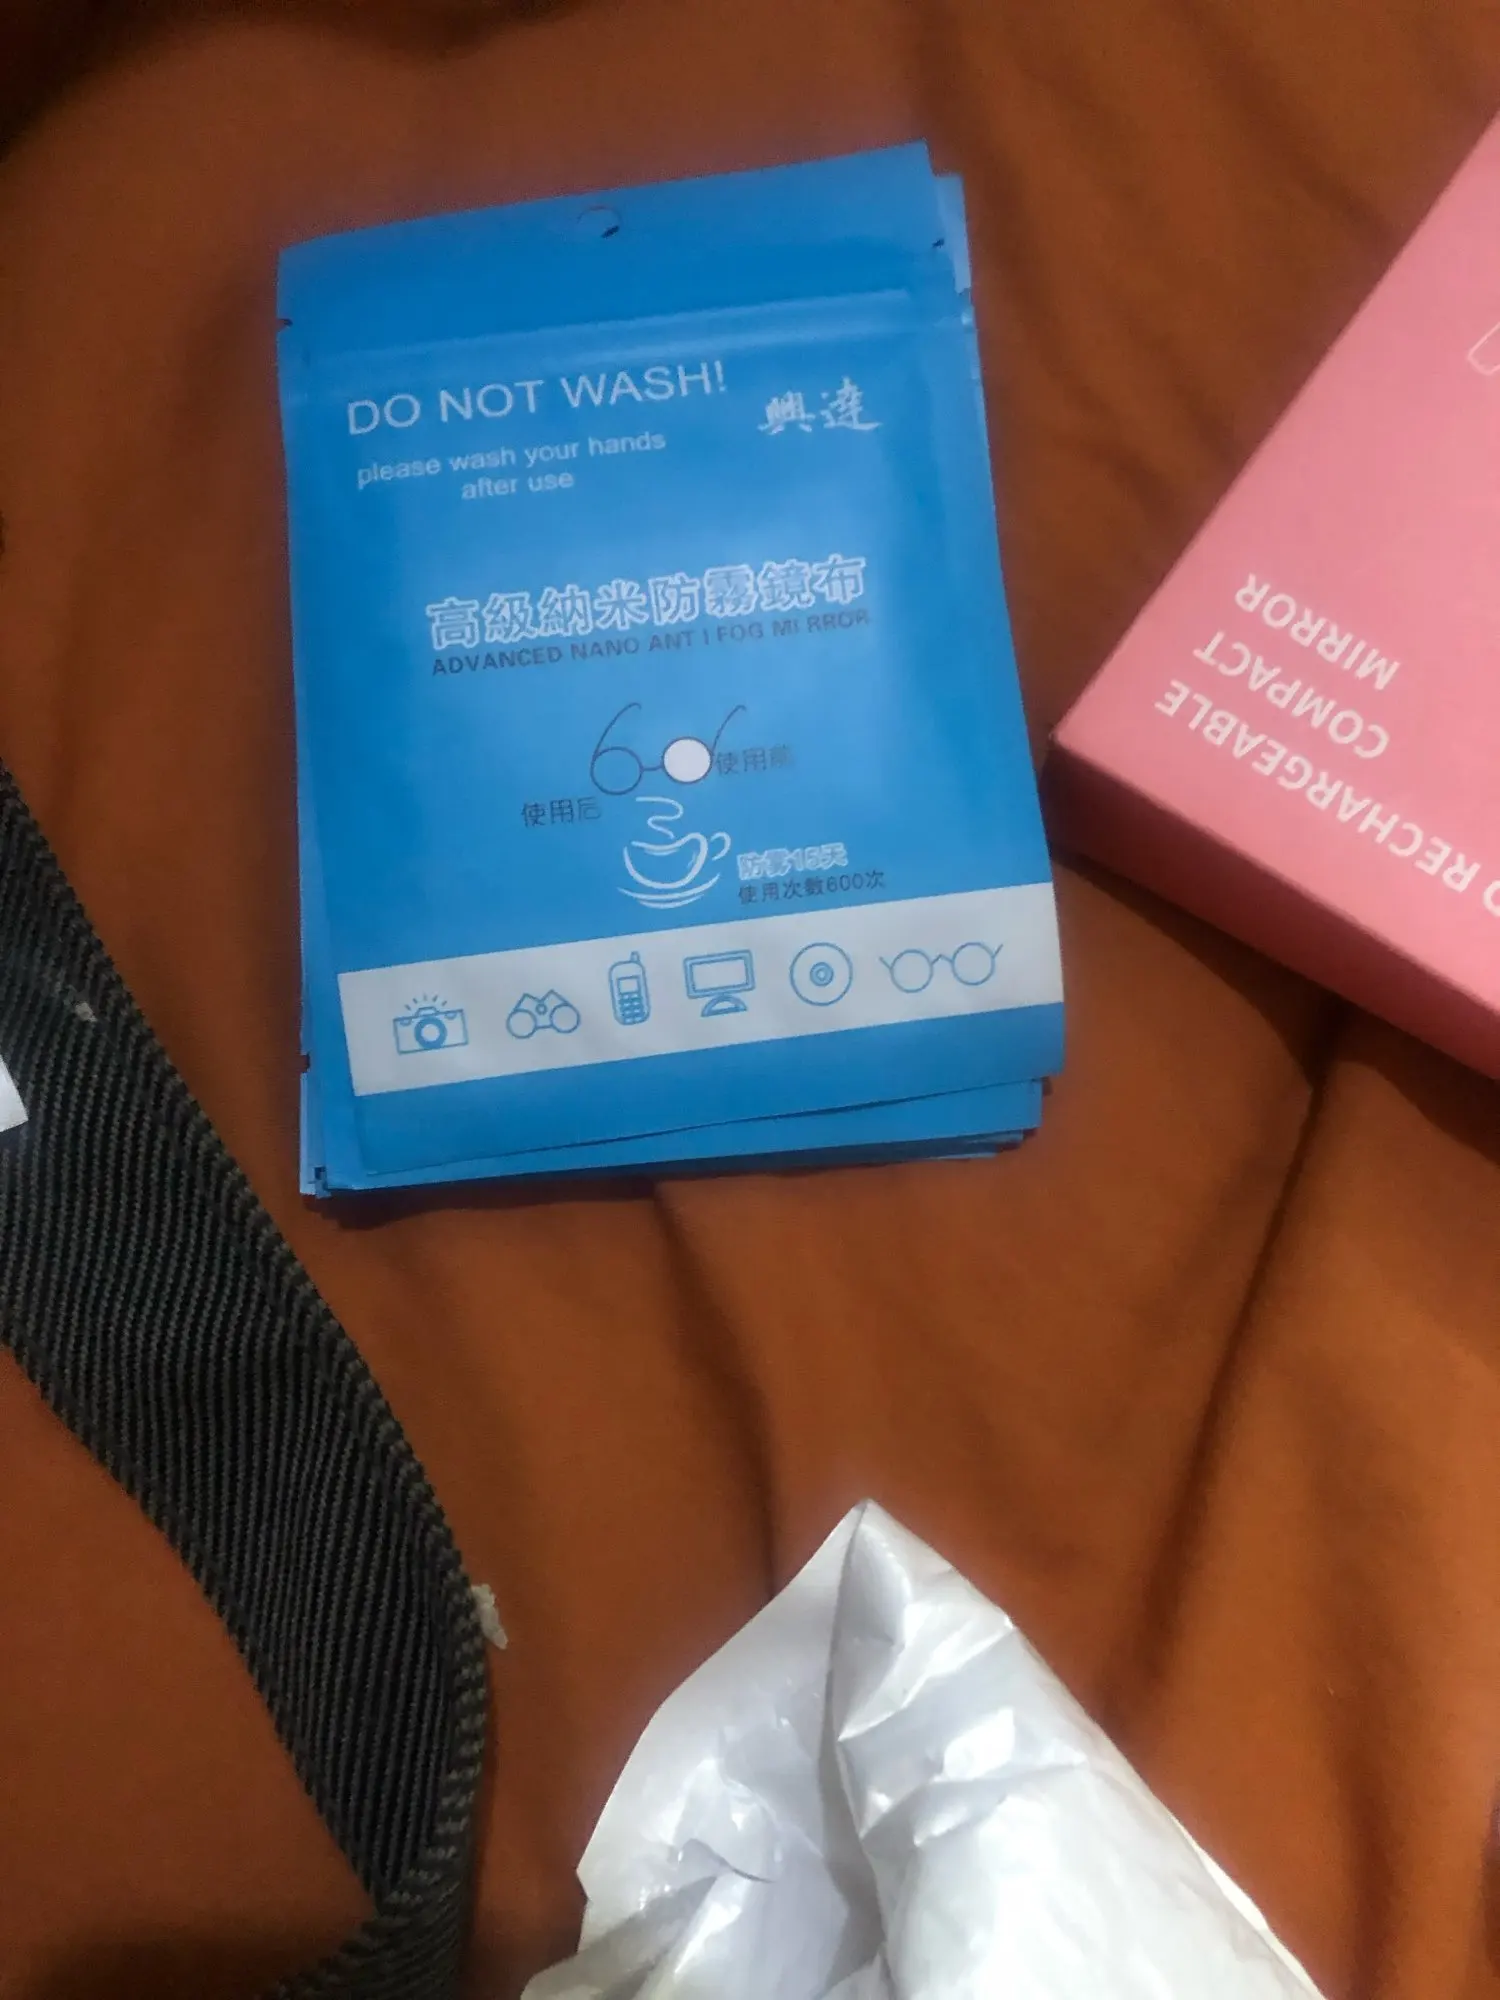 DO NOT WASH!
興達
please wash your hands
after use
高級納米防霧鏡布
ADVANCED NANO ANT I FOG MI RROR
使用前
使用后
防雾15天
使用次數600次
RECHARGEABLE
COMPACT
MIRROR